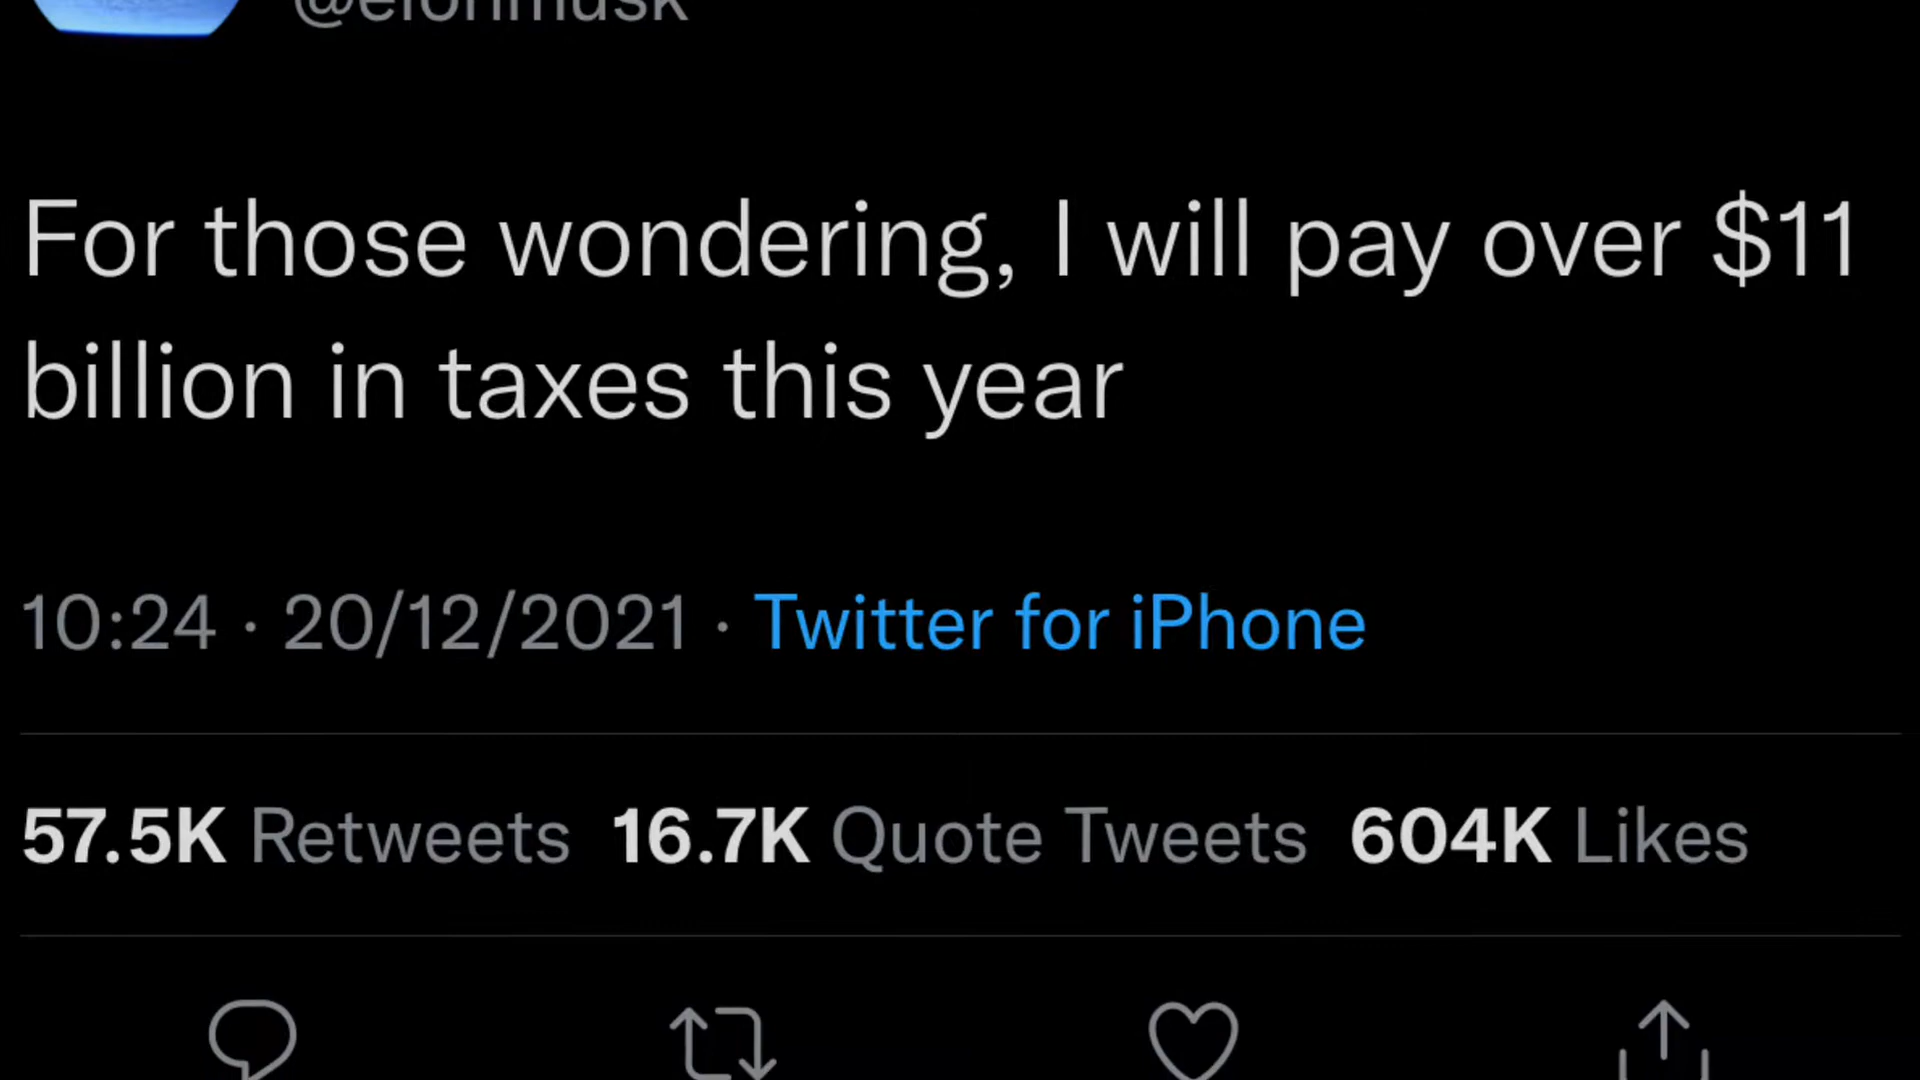 @elonmusk
For those wondering, I will pay over $11
billion in taxes this year
10:24 · 20/12/2021 · Twitter for iPhone
57.5K Retweets 16.7K Quote Tweets 604K Likes